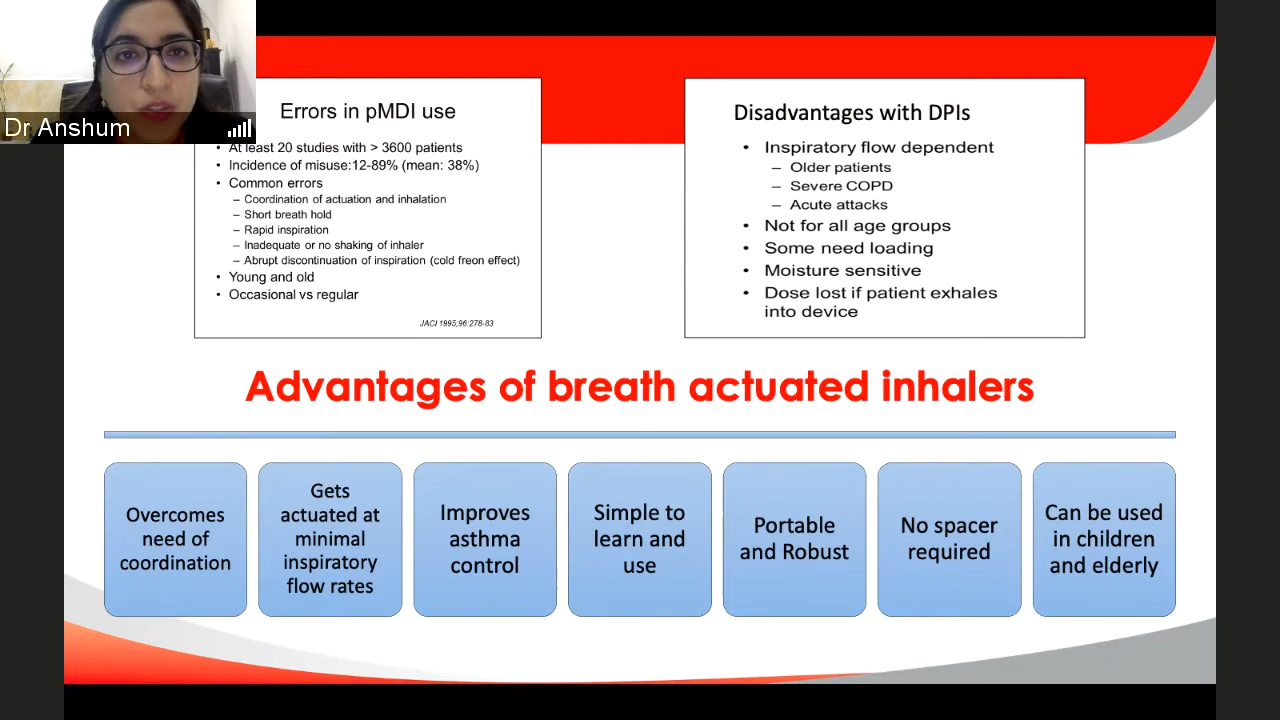 Dr Anshum
Errors in pMDI use
• At least 20 studies with > 3600 patients
• Incidence of misuse:12-89% (mean: 38%)
• Common errors
– Coordination of actuation and inhalation
– Short breath hold
– Rapid inspiration
– Inadequate or no shaking of inhaler
– Abrupt discontinuation of inspiration (cold freon effect)
• Young and old
• Occasional vs regular
JACI 1995;96:278-83
Disadvantages with DPIs
• Inspiratory flow dependent
– Older patients
– Severe COPD
– Acute attacks
• Not for all age groups
• Some need loading
• Moisture sensitive
• Dose lost if patient exhales
into device
Advantages of breath actuated inhalers
Overcomes
need of
coordination
Gets
actuated at
minimal
inspiratory
flow rates
Improves
asthma
control
Simple to
learn and
use
Portable
and Robust
No spacer
required
Can be used
in children
and elderly